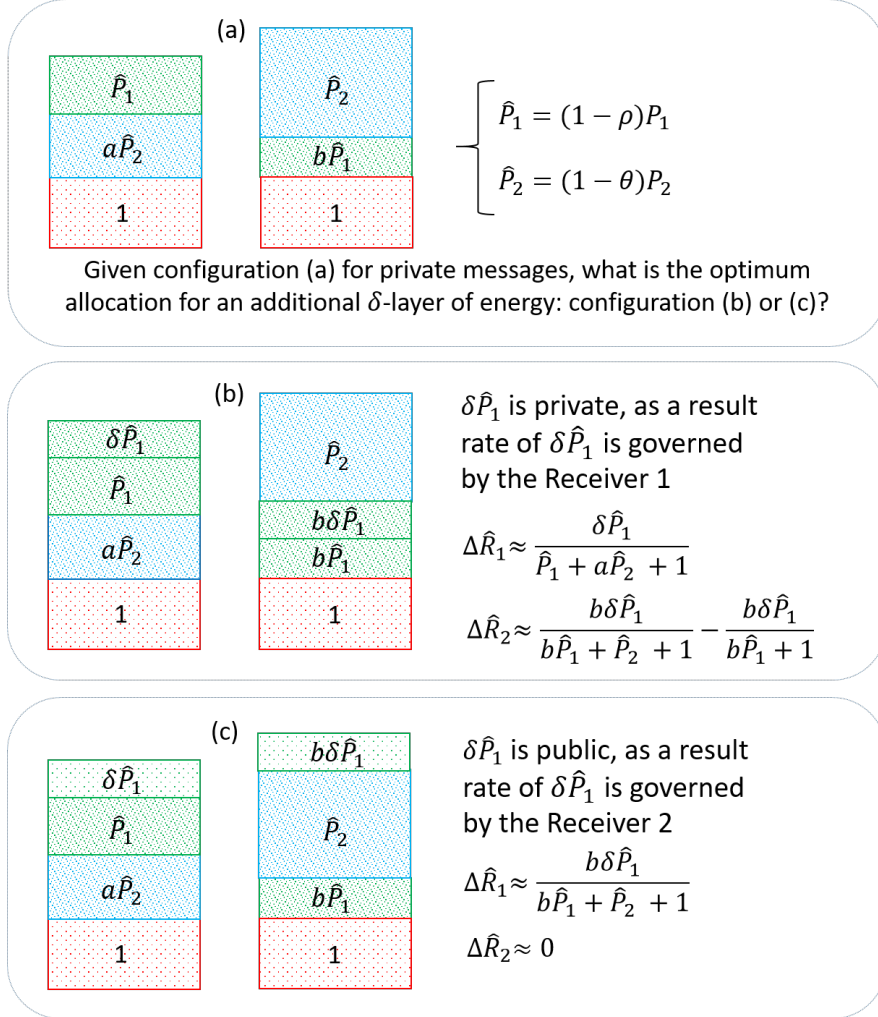 (a)
P̂₁
aP̂₂
1
P̂₂
bP̂₁
1
P̂₁ = (1 − ρ)P₁
P̂₂ = (1 − θ)P₂
Given configuration (a) for private messages, what is the optimum
allocation for an additional δ-layer of energy: configuration (b) or (c)?
(b)
δP̂₁
P̂₁
aP̂₂
1
P̂₂
bδP̂₁
bP̂₁
1
δP̂₁ is private, as a result
rate of δP̂₁ is governed
by the Receiver 1
ΔR̂₁ ≈ δP̂₁ / (P̂₁ + aP̂₂ + 1)
ΔR̂₂ ≈ bδP̂₁ / (bP̂₁ + P̂₂ + 1) − bδP̂₁ / (bP̂₁ + 1)
(c)
δP̂₁
P̂₁
aP̂₂
1
bδP̂₁
P̂₂
bP̂₁
1
δP̂₁ is public, as a result
rate of δP̂₁ is governed
by the Receiver 2
ΔR̂₁ ≈ bδP̂₁ / (bP̂₁ + P̂₂ + 1)
ΔR̂₂ ≈ 0